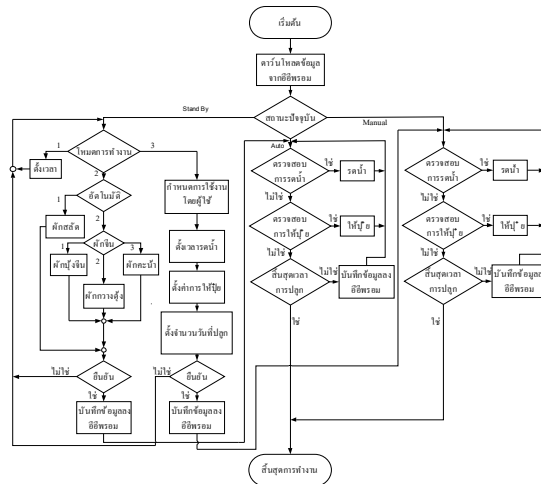 เริ่มต้น
ดาวน์โหลดข้อมูล
จากอีอีพรอม
Stand By
สถานะปัจจุบัน
Manual
Auto
โหมดการทำงาน
1
2
3
ตั้งเวลา
อัตโนมัติ
1
2
ผักสลัด
ผักจีน
1
2
3
ผักบุ้งจีน
ผักคะน้า
ผักกวางตุ้ง
ยืนยัน
ไม่ใช่
ใช่
บันทึกข้อมูลลง
อีอีพรอม
กำหนดการใช้งาน
โดยผู้ใช้
ตั้งเวลารดน้ำ
ตั้งค่าการให้ปุ๋ย
ตั้งจำนวนวันที่ปลูก
ยืนยัน
ไม่ใช่
ใช่
บันทึกข้อมูลลง
อีอีพรอม
ตรวจสอบ
การรดน้ำ
ใช่
รดน้ำ
ไม่ใช่
ตรวจสอบ
การให้ปุ๋ย
ใช่
ให้ปุ๋ย
ไม่ใช่
สิ้นสุดเวลา
การปลูก
ไม่ใช่
บันทึกข้อมูลลง
อีอีพรอม
ใช่
ตรวจสอบ
การรดน้ำ
ใช่
รดน้ำ
ไม่ใช่
ตรวจสอบ
การให้ปุ๋ย
ใช่
ให้ปุ๋ย
ไม่ใช่
สิ้นสุดเวลา
การปลูก
ไม่ใช่
บันทึกข้อมูลลง
อีอีพรอม
ใช่
สิ้นสุดการทำงาน